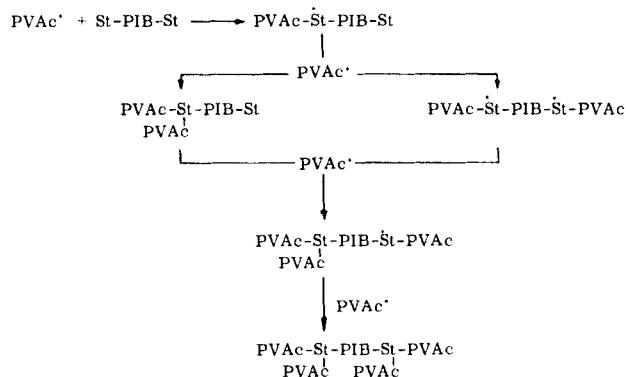 PVAc• + St-PIB-St → PVAc-Ṡt-PIB-St
PVAc•
PVAc-St-PIB-St PVAc-Ṡt-PIB-Ṡt-PVAc
PVAc
PVAc•
PVAc-St-PIB-Ṡt-PVAc
PVAc
PVAc•
PVAc-St-PIB-St-PVAc
PVAc PVAc